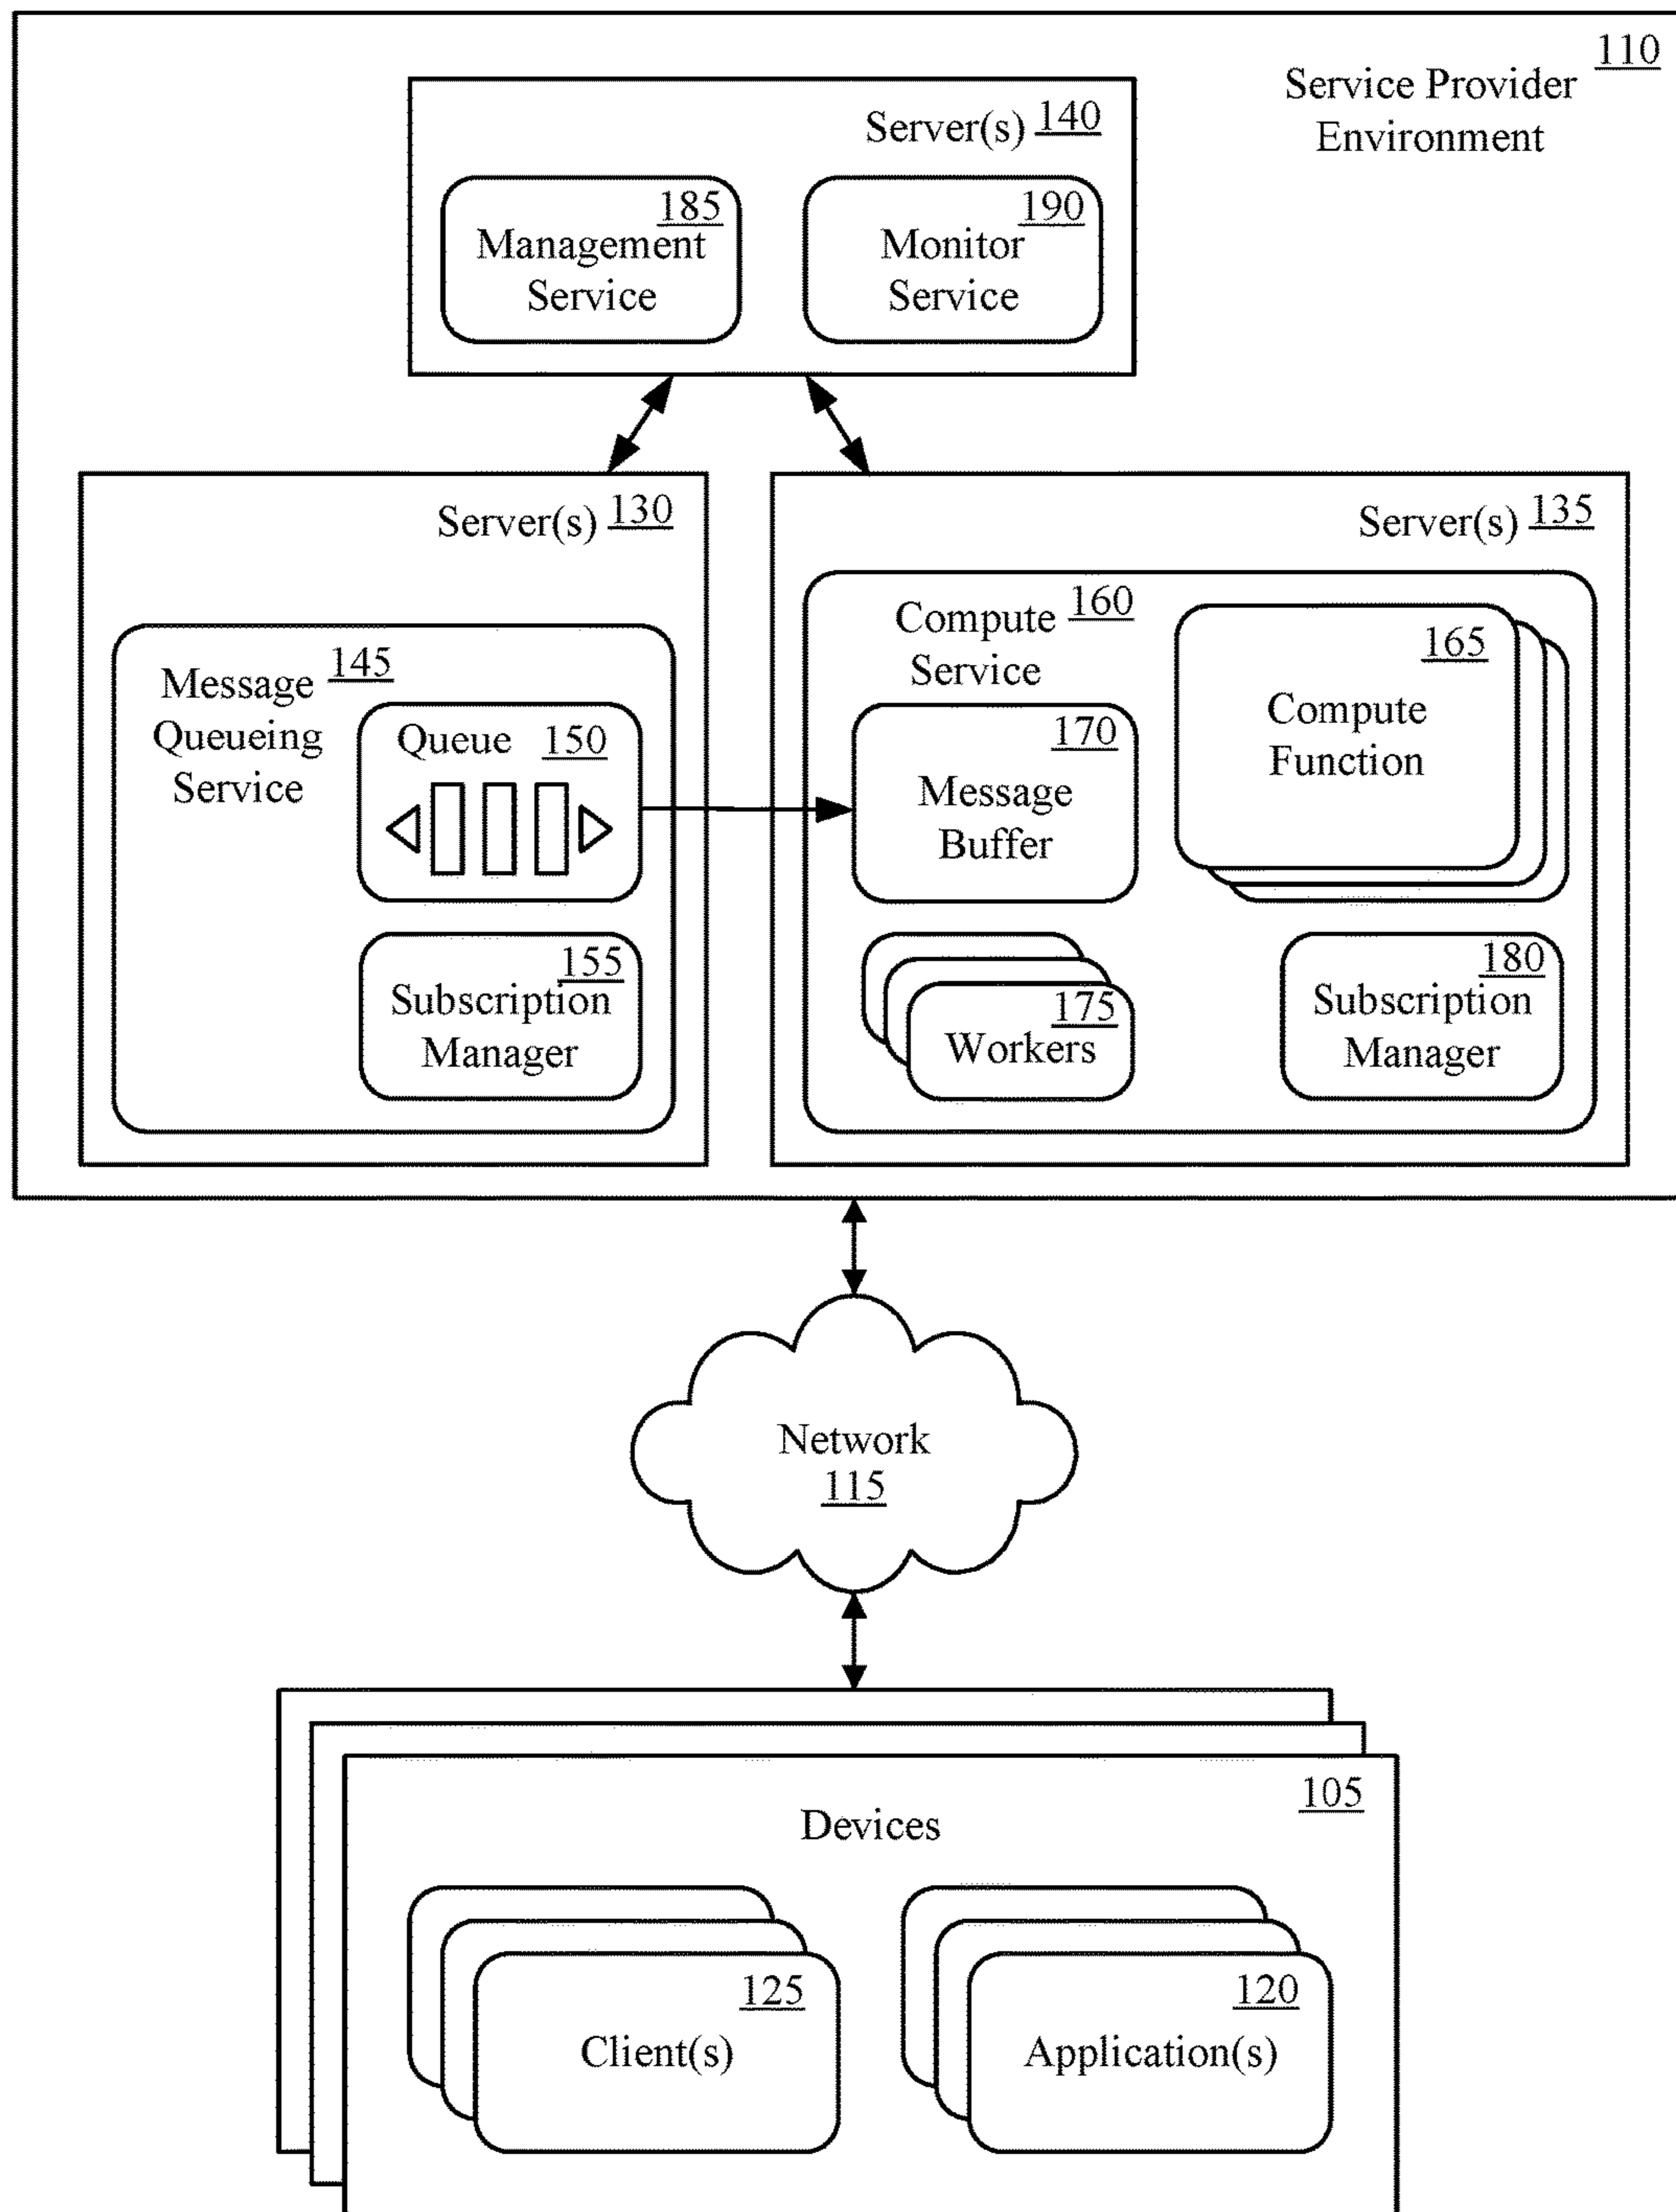 110
Service Provider
Environment
Server(s) 140
185
Management
Service
190
Monitor
Service
Server(s) 130
Message 145
Queueing
Service
Queue 150
155
Subscription
Manager
Server(s) 135
Compute 160
Service
165
Compute
Function
170
Message
Buffer
175
Workers
180
Subscription
Manager
Network
115
105
Devices
125
Client(s)
120
Application(s)